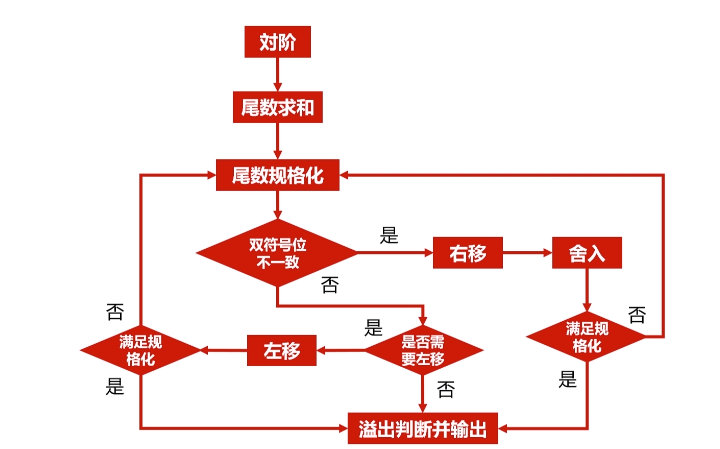 对阶
尾数求和
尾数规格化
双符号位
不一致
是
右移
舍入
否
否
满足规
格化
是
左移
是
是否需
要左移
否
满足规
格化
否
是
溢出判断并输出